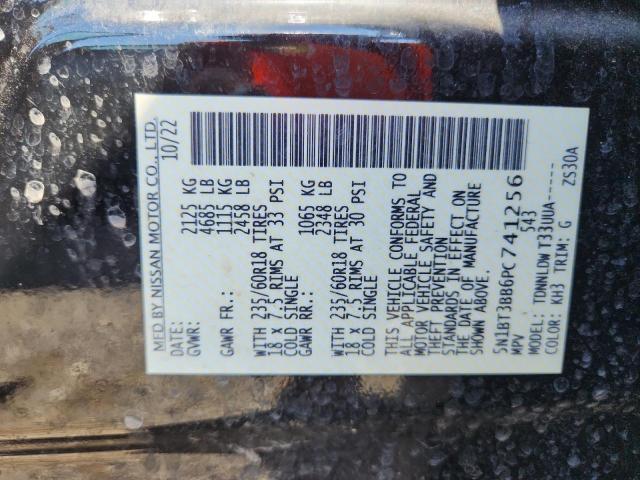 MFD BY NISSAN MOTOR CO., LTD.
10/22
GVWR: 2125 KG
4685 LB
GAWR FR.: 1115 KG
2458 LB
WITH 235/60R18 TIRES
18 x 7.5 RIMS AT 33 PSI
COLD SINGLE
GAWR RR.: 1065 KG
2348 LB
WITH 235/60R18 TIRES
18 x 7.5 RIMS AT 30 PSI
COLD SINGLE
THIS VEHICLE CONFORMS TO
ALL APPLICABLE FEDERAL
MOTOR VEHICLE SAFETY AND
THEFT PREVENTION
STANDARDS IN EFFECT ON
THE DATE OF MANUFACTURE
SHOWN ABOVE.
5N1BT3BB6PC741256
MPV 543
MODEL: TDNNLDWT33UUA-----
COLOR: KH3 TRIM: G ZS30A